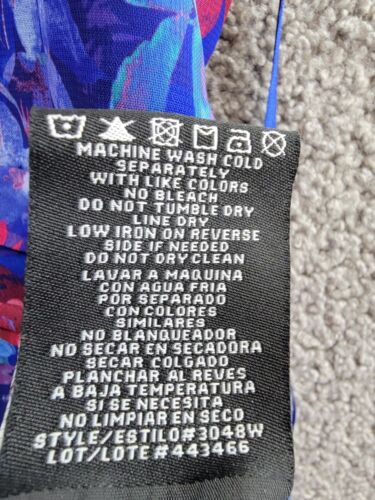 MACHINE WASH COLD
SEPARATELY
WITH LIKE COLORS
NO BLEACH
DO NOT TUMBLE DRY
LINE DRY
LOW IRON ON REVERSE
SIDE IF NEEDED
DO NOT DRY CLEAN
LAVAR A MAQUINA
CON AGUA FRIA
POR SEPARADO
CON COLORES
SIMILARES
NO BLANQUEADOR
NO SECAR EN SECADORA
SECAR COLGADO
PLANCHAR AL REVES
A BAJA TEMPERATURA
SI SE NECESITA
NO LIMPIAR EN SECO
STYLE/ESTILO#3048W
LOT/LOTE #443466